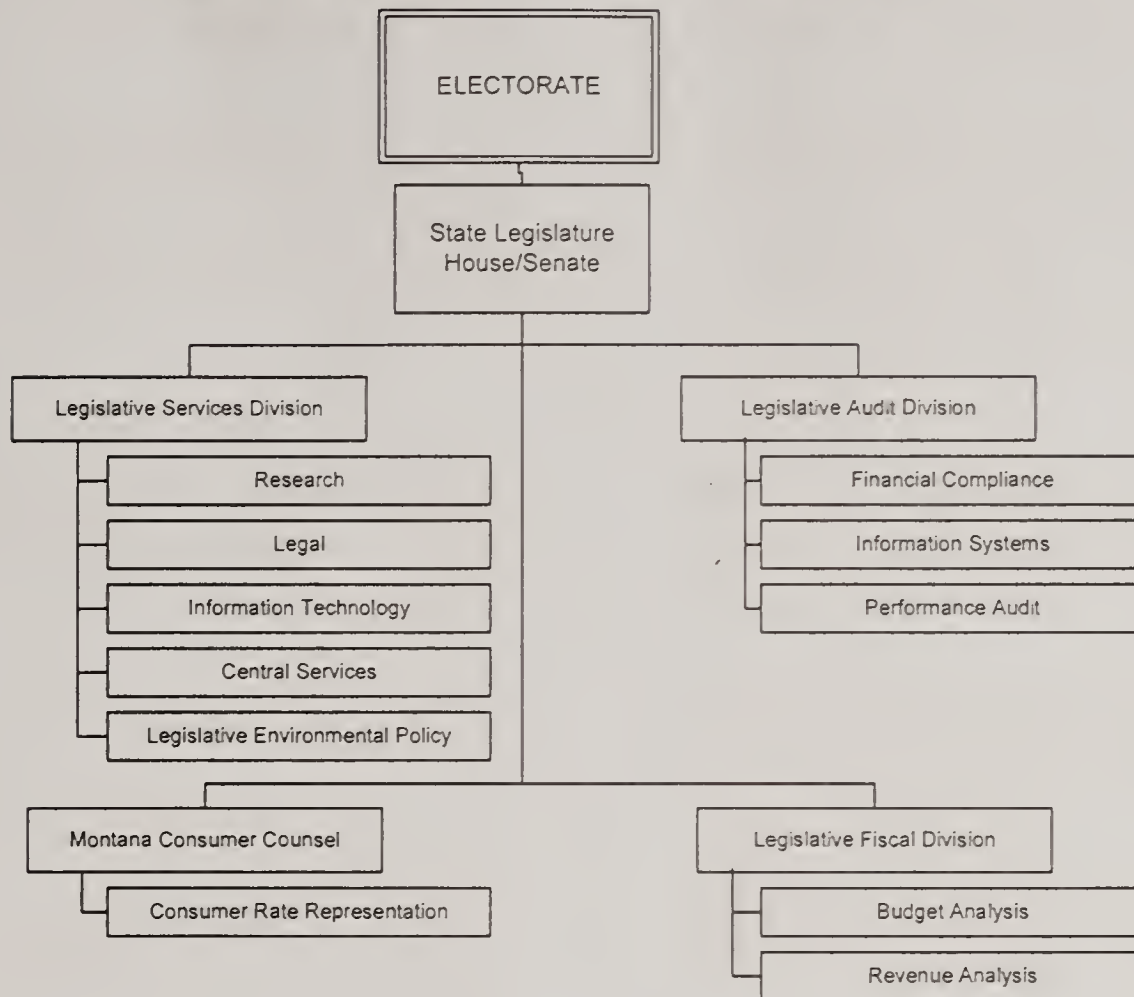 ELECTORATE
State Legislature
House/Senate
Legislative Services Division
Research
Legal
Information Technology
Central Services
Legislative Environmental Policy
Legislative Audit Division
Financial Compliance
Information Systems
Performance Audit
Montana Consumer Counsel
Consumer Rate Representation
Legislative Fiscal Division
Budget Analysis
Revenue Analysis